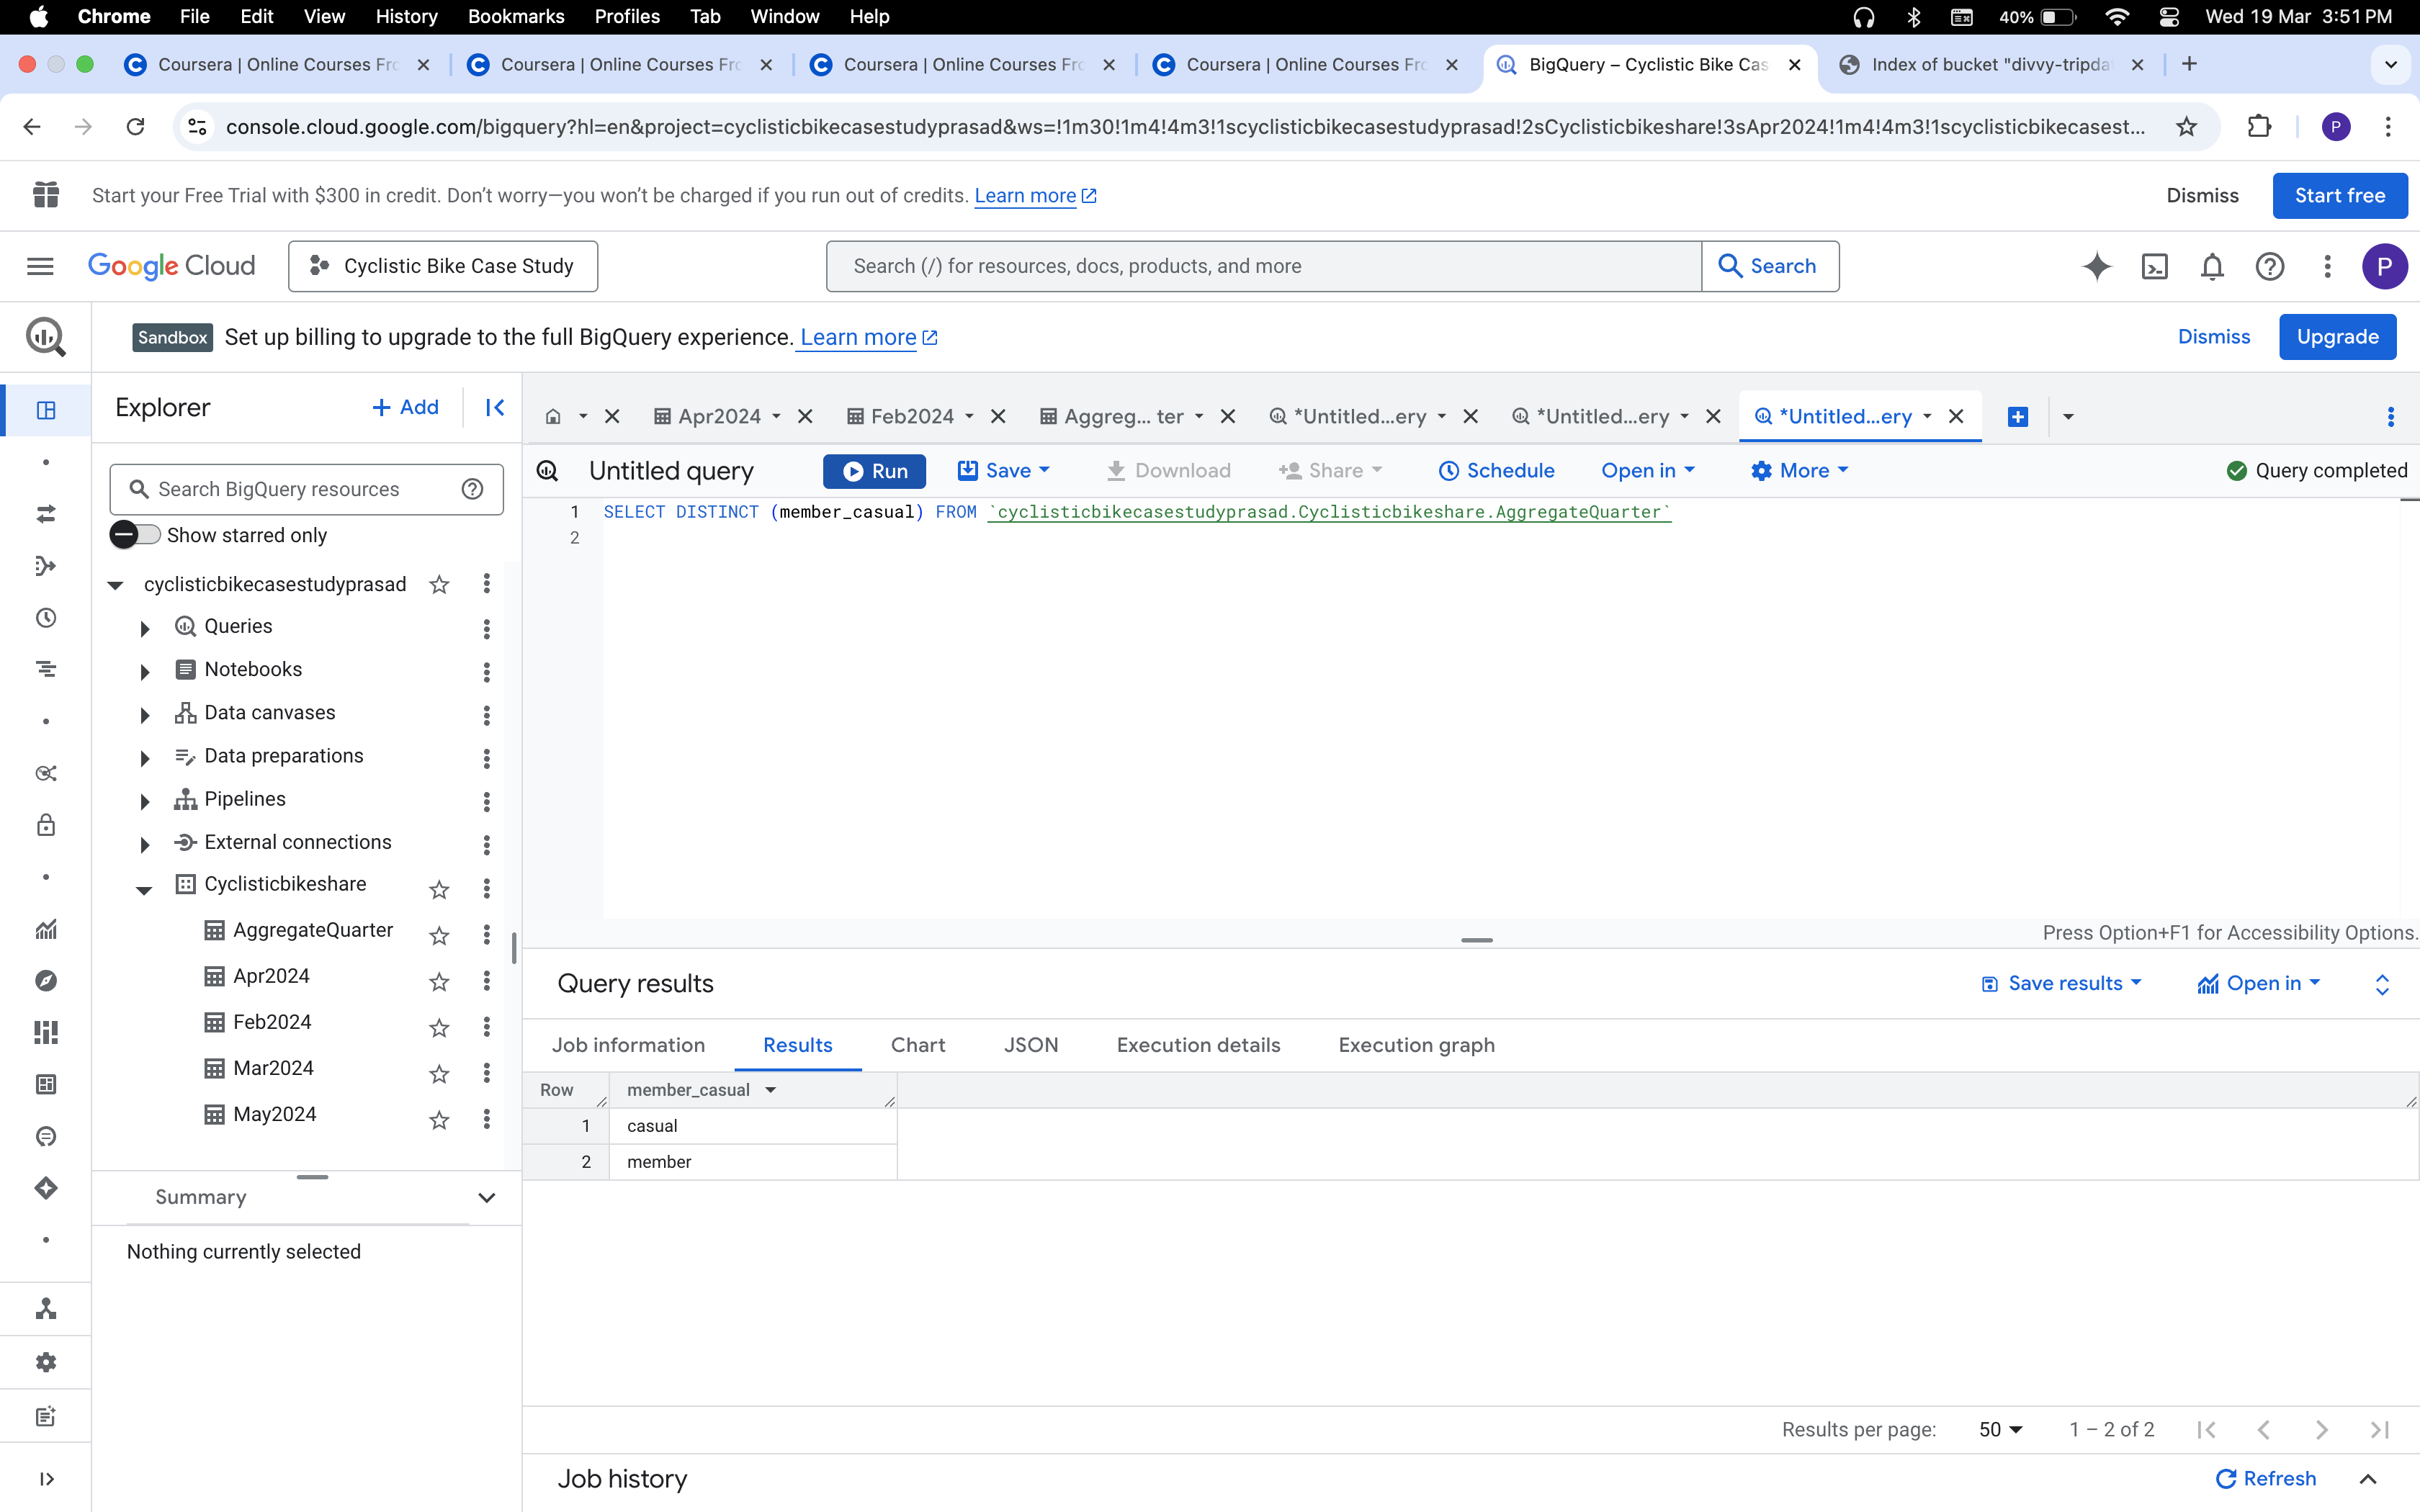 Chrome File Edit View History Bookmarks Profiles Tab Window Help 40% Wed 19 Mar 3:51 PM
Coursera | Online Courses Fro Coursera | Online Courses Fro Coursera | Online Courses Fro Coursera | Online Courses Fro BigQuery – Cyclistic Bike Cas Index of bucket "divvy-tripda
console.cloud.google.com/bigquery?hl=en&project=cyclisticbikecasestudyprasad&ws=!1m30!1m4!4m3!1scyclisticbikecasestudyprasad!2sCyclisticbikeshare!3sApr2024!1m4!4m3!1scyclisticbikecasest... P
Start your Free Trial with $300 in credit. Don't worry—you won't be charged if you run out of credits. Learn more Dismiss Start free
Google Cloud Cyclistic Bike Case Study Search (/) for resources, docs, products, and more Search P
Sandbox Set up billing to upgrade to the full BigQuery experience. Learn more Dismiss Upgrade
Explorer + Add
Apr2024 Feb2024 Aggreg... ter *Untitled...ery *Untitled...ery *Untitled...ery
Untitled query Run Save Download Share Schedule Open in More Query completed
Search BigQuery resources
Show starred only
cyclisticbikecasestudyprasad
Queries
Notebooks
Data canvases
Data preparations
Pipelines
External connections
Cyclisticbikeshare
AggregateQuarter
Apr2024
Feb2024
Mar2024
May2024
Summary
Nothing currently selected
1 SELECT DISTINCT (member_casual) FROM `cyclisticbikecasestudyprasad.Cyclisticbikeshare.AggregateQuarter`
2
Press Option+F1 for Accessibility Options.
Query results Save results Open in
Job information Results Chart JSON Execution details Execution graph
Row member_casual
1 casual
2 member
Results per page: 50 1 – 2 of 2
Job history Refresh